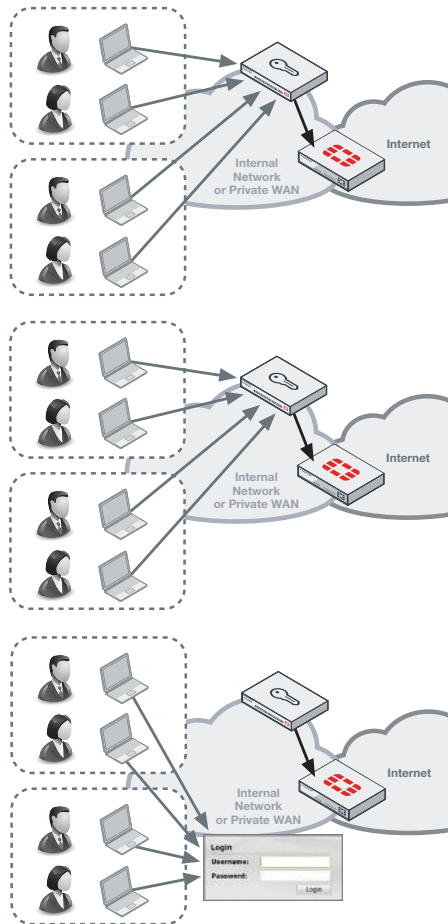 Internet
Internal
Network
or Private WAN
Internet
Internal
Network
or Private WAN
Internet
Internal
Network
or Private WAN
Login
Username:
Password:
Login